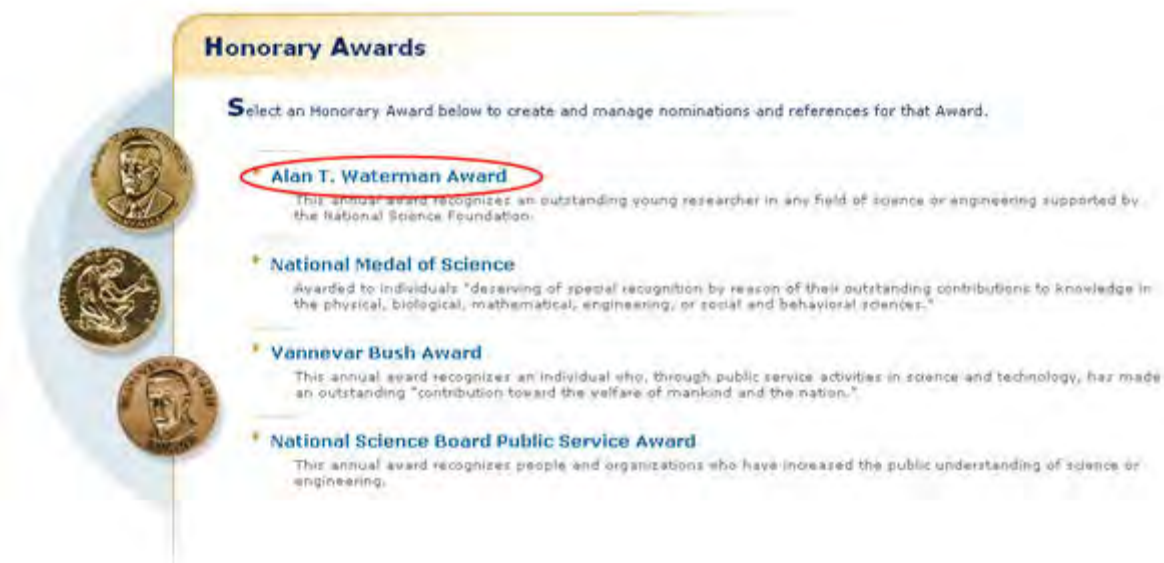 Honorary Awards
Select an Honorary Award below to create and manage nominations and references for that Award.
Alan T. Waterman Award
This annual award recognizes an outstanding young researcher in any field of science or engineering supported by
the National Science Foundation.
National Medal of Science
Awarded to individuals "deserving of special recognition by reason of their outstanding contributions to knowledge in
the physical, biological, mathematical, engineering, or social and behavioral sciences."
Vannevar Bush Award
This annual award recognizes an individual who, through public service activities in science and technology, has made
an outstanding "contribution toward the welfare of mankind and the nation.".
National Science Board Public Service Award
This annual award recognizes people and organizations who have increased the public understanding of science or
engineering.